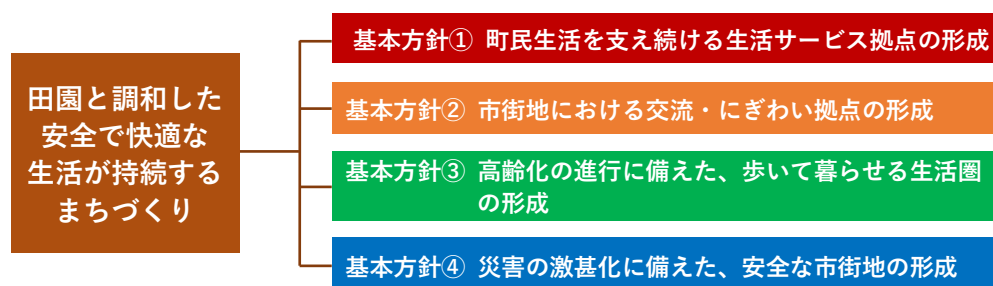 田園と調和した
安全で快適な
生活が持続する
まちづくり
基本方針① 町民生活を支え続ける生活サービス拠点の形成
基本方針② 市街地における交流・にぎわい拠点の形成
基本方針③ 高齢化の進行に備えた、歩いて暮らせる生活圏
の形成
基本方針④ 災害の激甚化に備えた、安全な市街地の形成